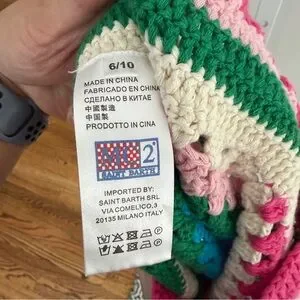 6/10
MADE IN CHINA
FABRICADO EN CHINA
СДЕЛАНО В КИТАЕ
中國製造
中国製
PRODOTTO IN CINA
MC2
SAINT BARTH
IMPORTED BY:
SAINT BARTH SRL
VIA COMELICO,3
20135 MILANO ITALY